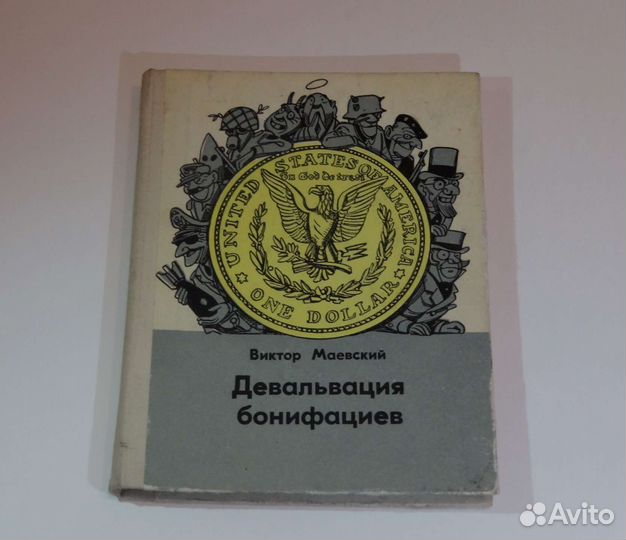 UNITED STATES OF AMERICA
In God we trust
ONE DOLLAR
Виктор Маевский
Девальвация
бонифациев
Avito